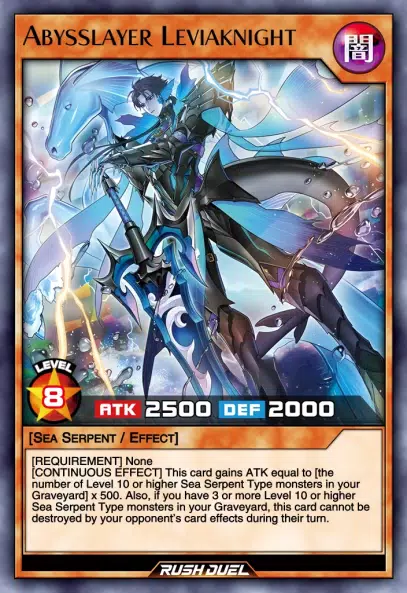 Abysslayer Leviaknight
闇
LEVEL
8
ATK 2500 DEF 2000
[Sea Serpent / Effect]
[REQUIREMENT] None
[CONTINUOUS EFFECT] This card gains ATK equal to [the
number of Level 10 or higher Sea Serpent Type monsters in your
Graveyard] x 500. Also, if you have 3 or more Level 10 or higher
Sea Serpent Type monsters in your Graveyard, this card cannot be
destroyed by your opponent's card effects during their turn.
RUSH DUEL